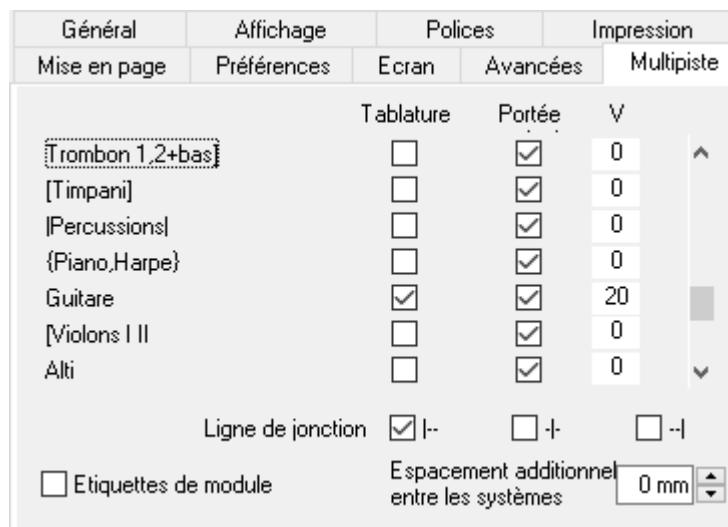 Général Affichage Polices Impression
Mise en page Préférences Ecran Avancées Multipiste
Tablature Portée V
Trombon 1,2+bas] 0
[Timpani] 0
|Percussions| 0
{Piano,Harpe} 0
Guitare 20
[Violons I II 0
Alti 0
Ligne de jonction |-- -|- --|
Etiquettes de module Espacement additionnel 0 mm
entre les systèmes